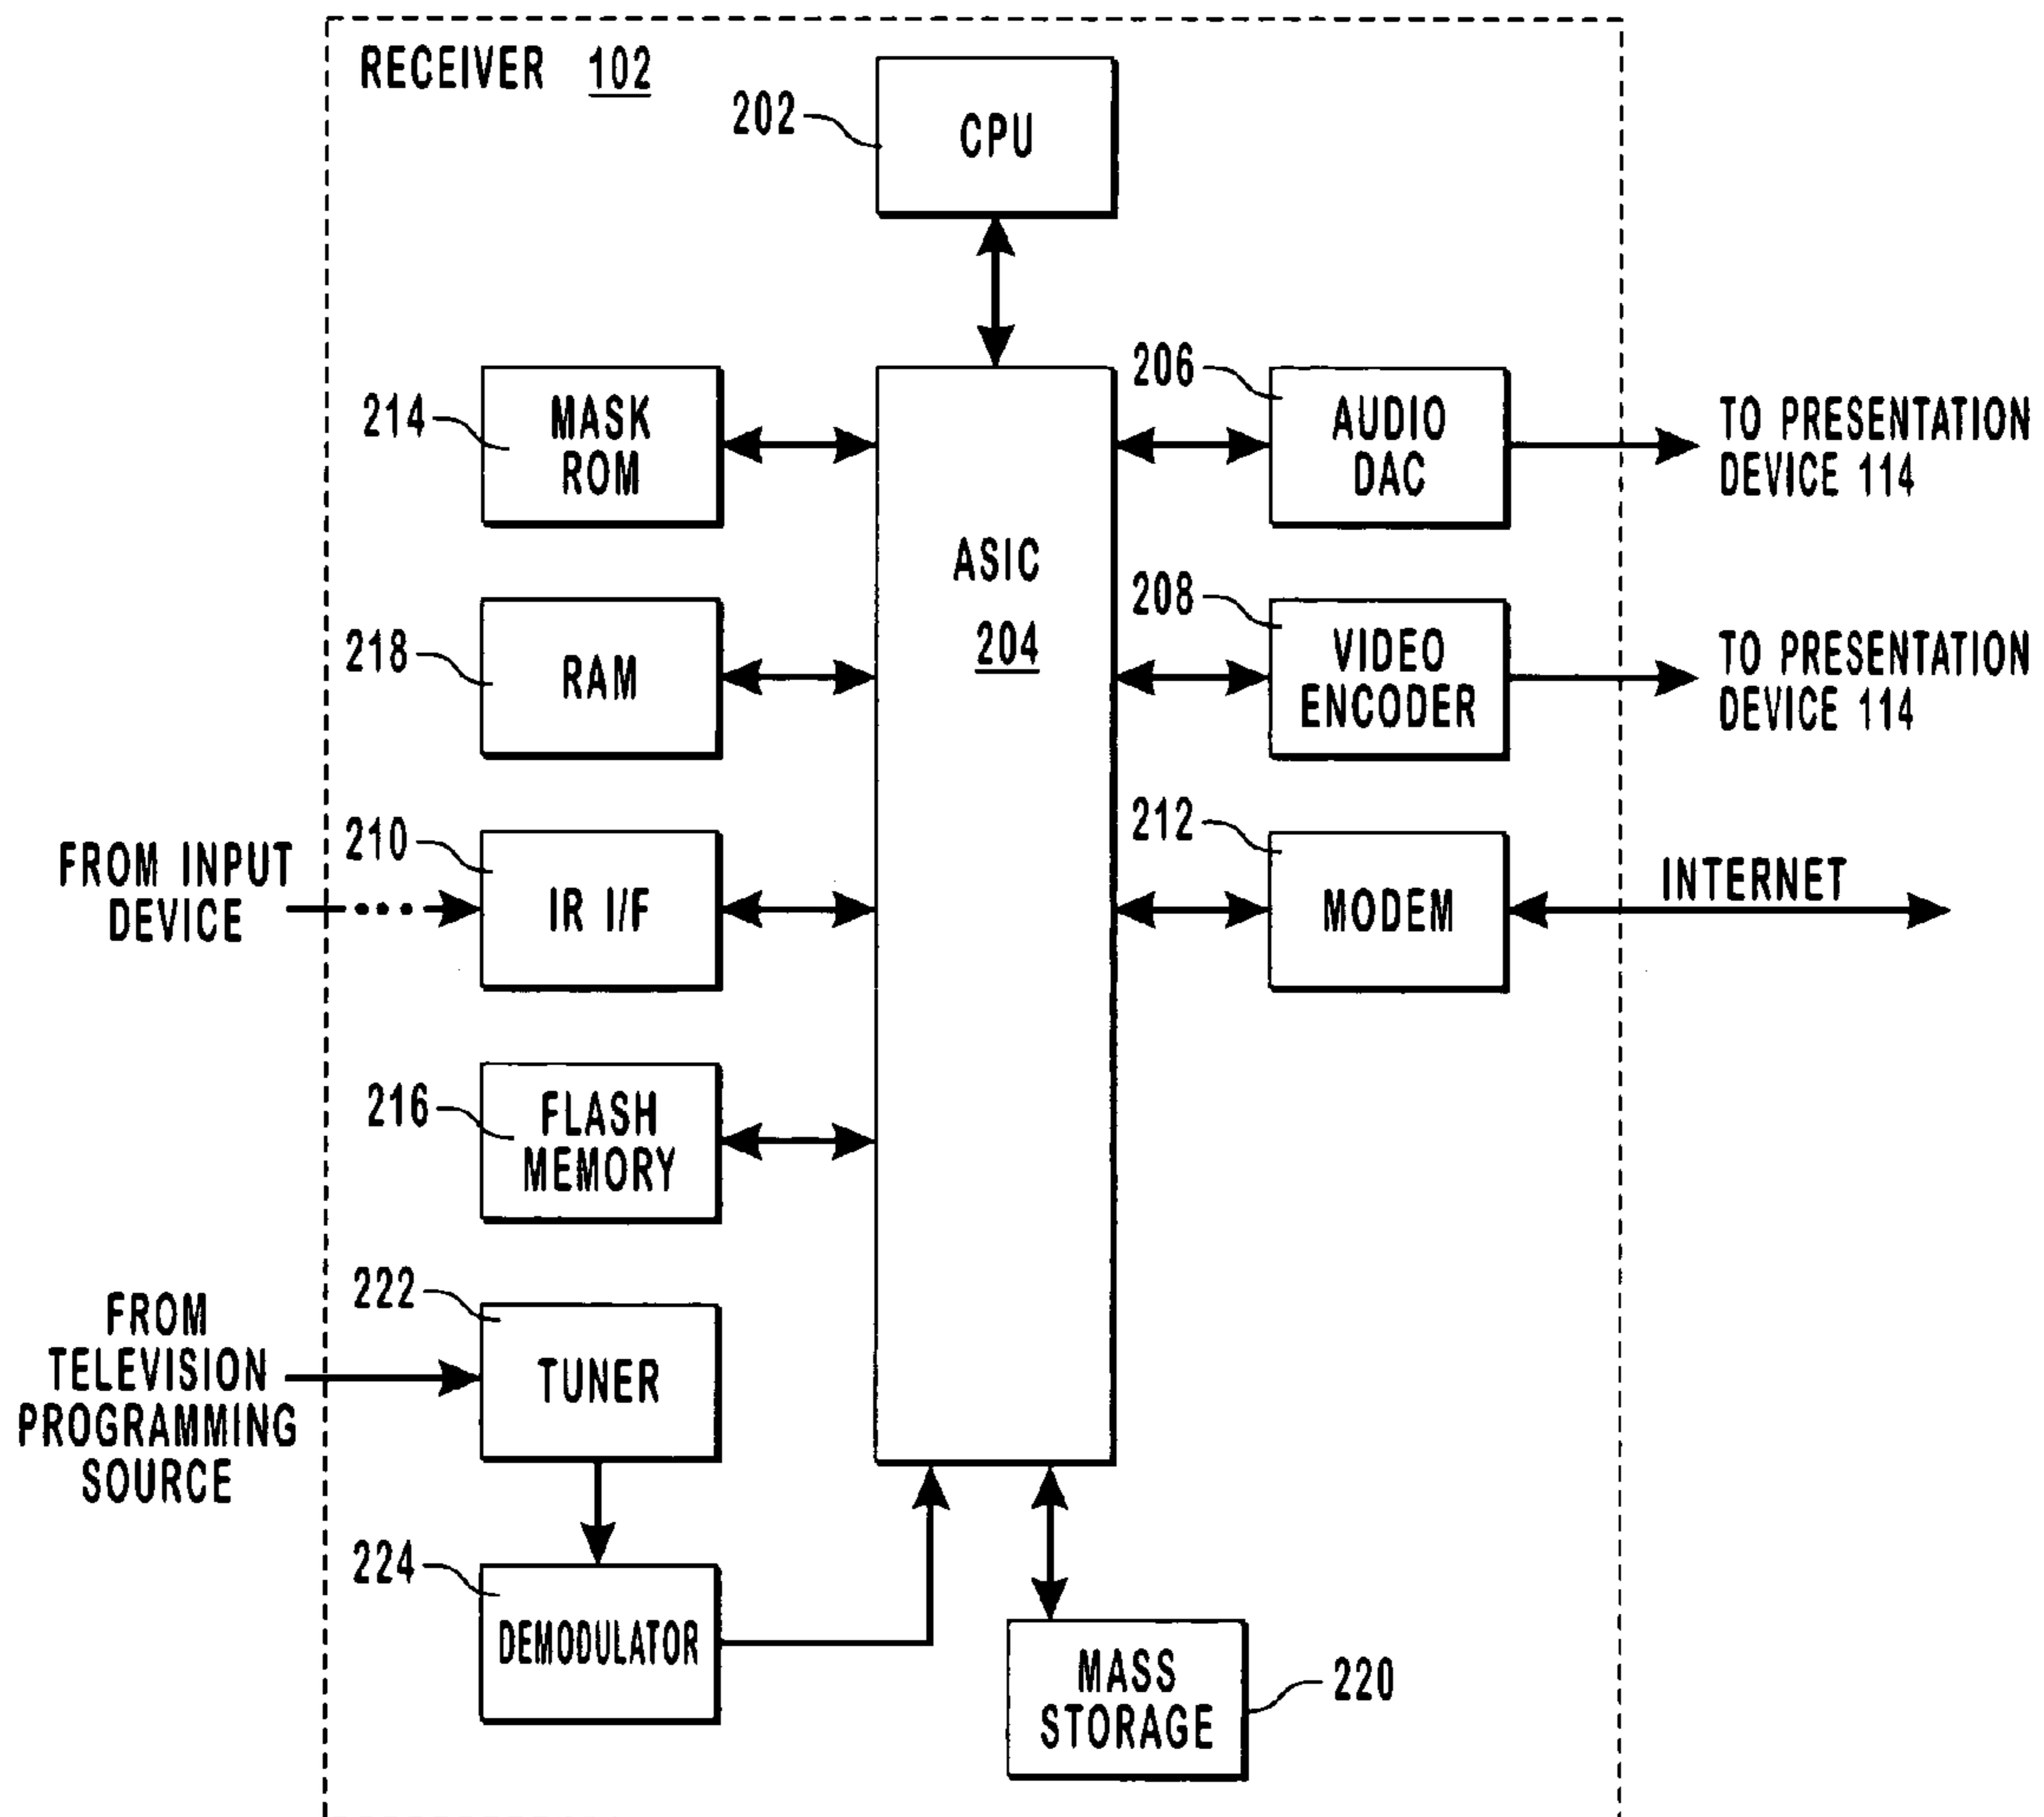 RECEIVER 102
202
CPU
214
MASK
ROM
206
AUDIO
DAC
TO PRESENTATION
DEVICE 114
ASIC
204
218
RAM
208
VIDEO
ENCODER
TO PRESENTATION
DEVICE 114
FROM INPUT
DEVICE
210
IR I/F
212
MODEM
INTERNET
216
FLASH
MEMORY
FROM
TELEVISION
PROGRAMMING
SOURCE
222
TUNER
224
DEMODULATOR
MASS
STORAGE
220